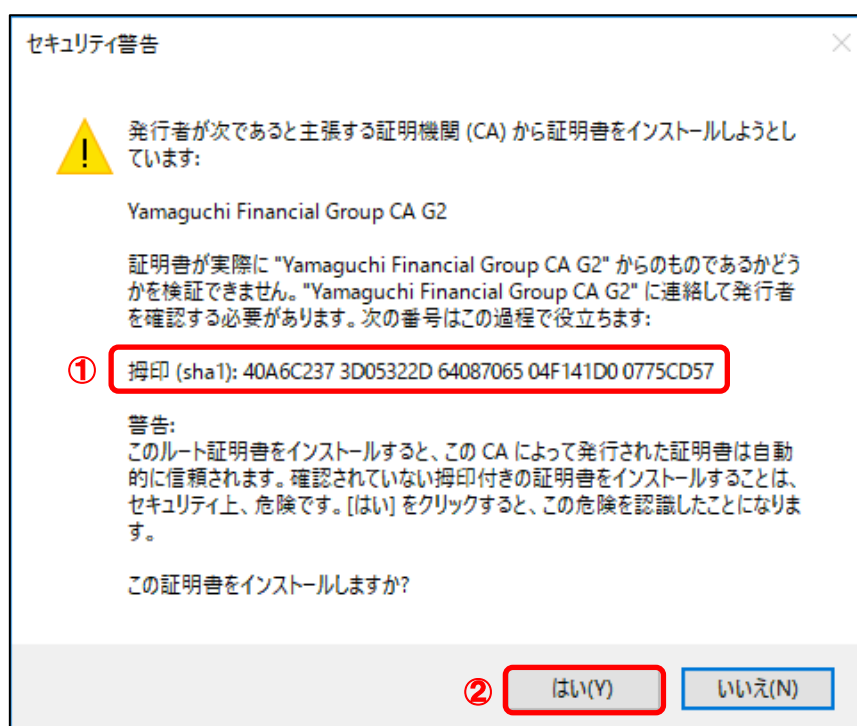 セキュリティ警告
発行者が次であると主張する証明機関 (CA) から証明書をインストールしようとし
ています:
Yamaguchi Financial Group CA G2
証明書が実際に "Yamaguchi Financial Group CA G2" からのものであるかどう
かを検証できません。"Yamaguchi Financial Group CA G2" に連絡して発行者
を確認する必要があります。次の番号はこの過程で役立ちます:
① 拇印 (sha1): 40A6C237 3D05322D 64087065 04F141D0 0775CD57
警告:
このルート証明書をインストールすると、この CA によって発行された証明書は自動
的に信頼されます。確認されていない拇印付きの証明書をインストールすることは、
セキュリティ上、危険です。[はい] をクリックすると、この危険を認識したことになりま
す。
この証明書をインストールしますか?
② はい(Y) いいえ(N)